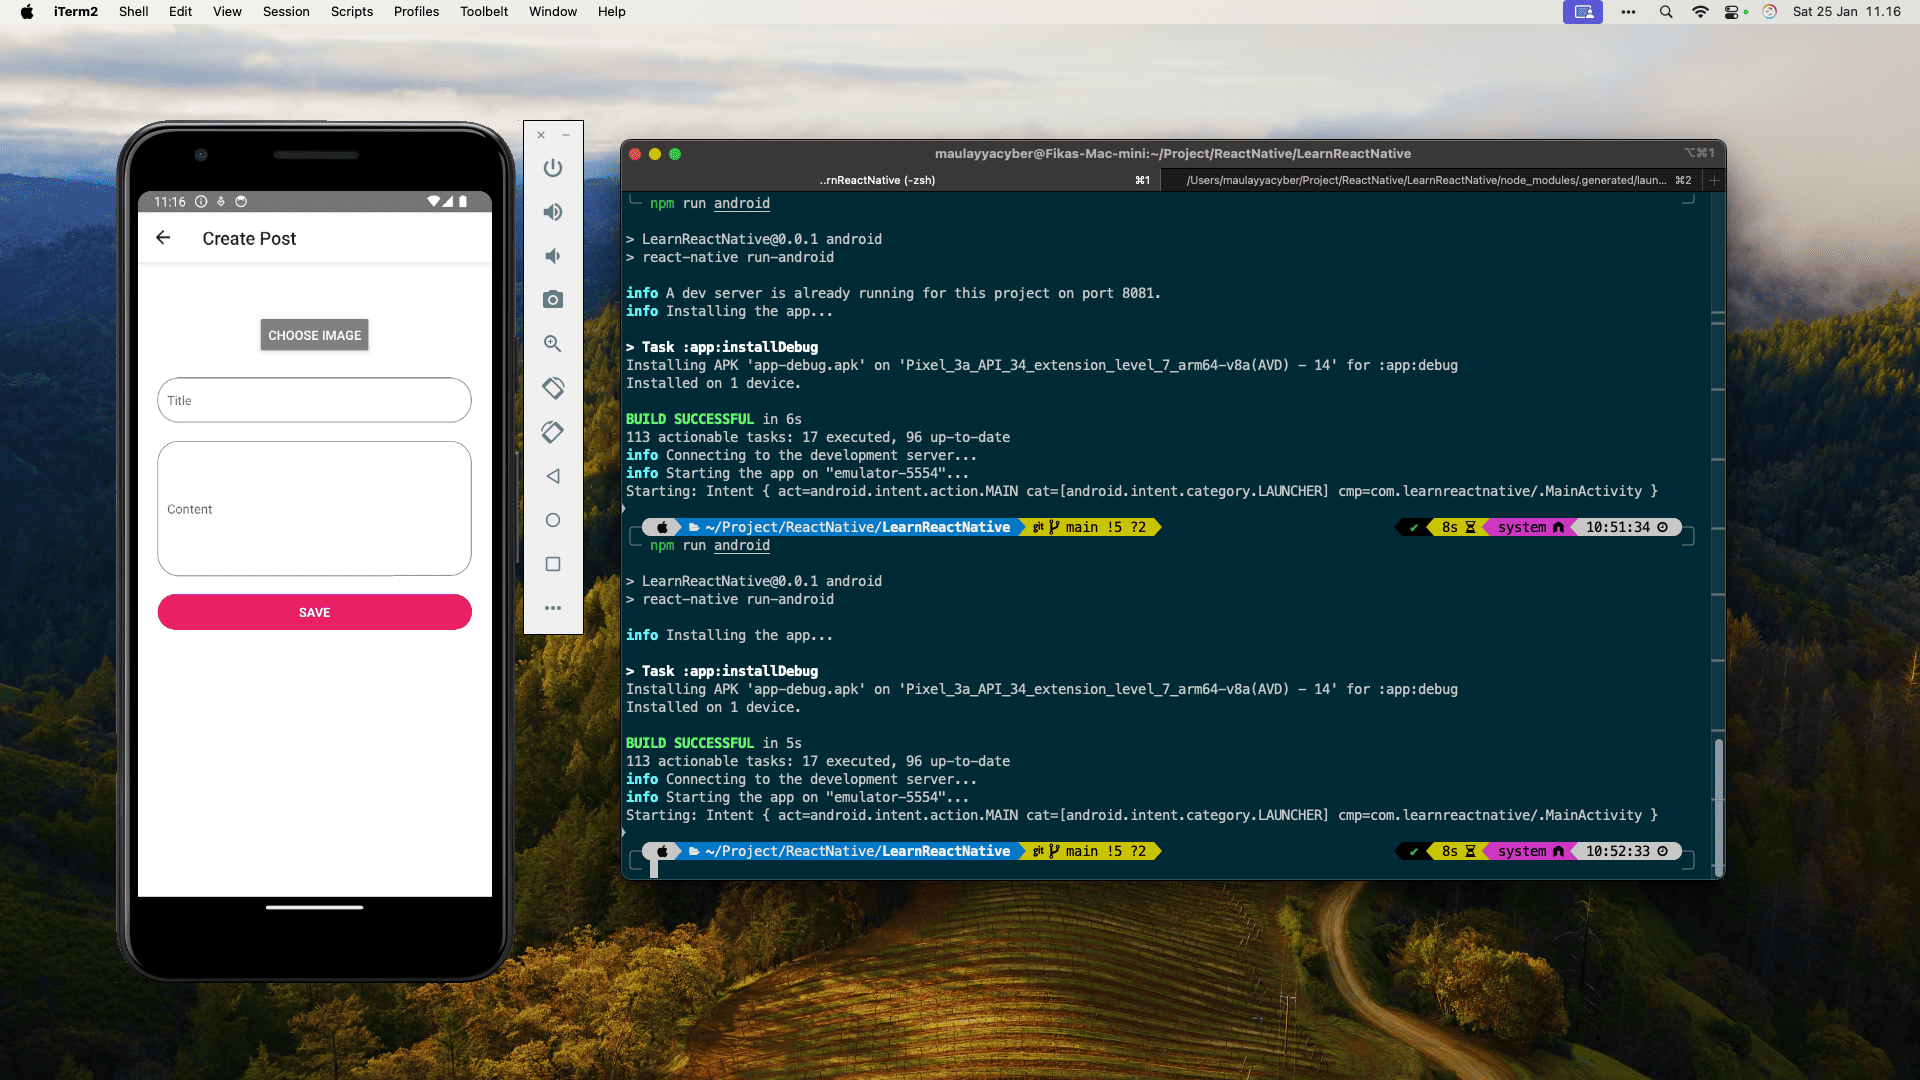 iTerm2 Shell Edit View Session Scripts Profiles Toolbelt Window Help
Sat 25 Jan 11.16
11:16
Create Post
CHOOSE IMAGE
Title
Content
SAVE
maulayyacyber@Fikas-Mac-mini:~/Project/ReactNative/LearnReactNative
⌥⌘1
..rnReactNative (-zsh) ⌘1
/Users/maulayyacyber/Project/ReactNative/LearnReactNative/node_modules/.generated/laun... ⌘2
npm run android
> LearnReactNative@0.0.1 android
> react-native run-android
info A dev server is already running for this project on port 8081.
info Installing the app...
> Task :app:installDebug
Installing APK 'app-debug.apk' on 'Pixel_3a_API_34_extension_level_7_arm64-v8a(AVD) - 14' for :app:debug
Installed on 1 device.
BUILD SUCCESSFUL in 6s
113 actionable tasks: 17 executed, 96 up-to-date
info Connecting to the development server...
info Starting the app on "emulator-5554"...
Starting: Intent { act=android.intent.action.MAIN cat=[android.intent.category.LAUNCHER] cmp=com.learnreactnative/.MainActivity }
~/Project/ReactNative/LearnReactNative git main !5 ?2 ✔ 8s system 10:51:34
npm run android
> LearnReactNative@0.0.1 android
> react-native run-android
info Installing the app...
> Task :app:installDebug
Installing APK 'app-debug.apk' on 'Pixel_3a_API_34_extension_level_7_arm64-v8a(AVD) - 14' for :app:debug
Installed on 1 device.
BUILD SUCCESSFUL in 5s
113 actionable tasks: 17 executed, 96 up-to-date
info Connecting to the development server...
info Starting the app on "emulator-5554"...
Starting: Intent { act=android.intent.action.MAIN cat=[android.intent.category.LAUNCHER] cmp=com.learnreactnative/.MainActivity }
~/Project/ReactNative/LearnReactNative git main !5 ?2 ✔ 8s system 10:52:33